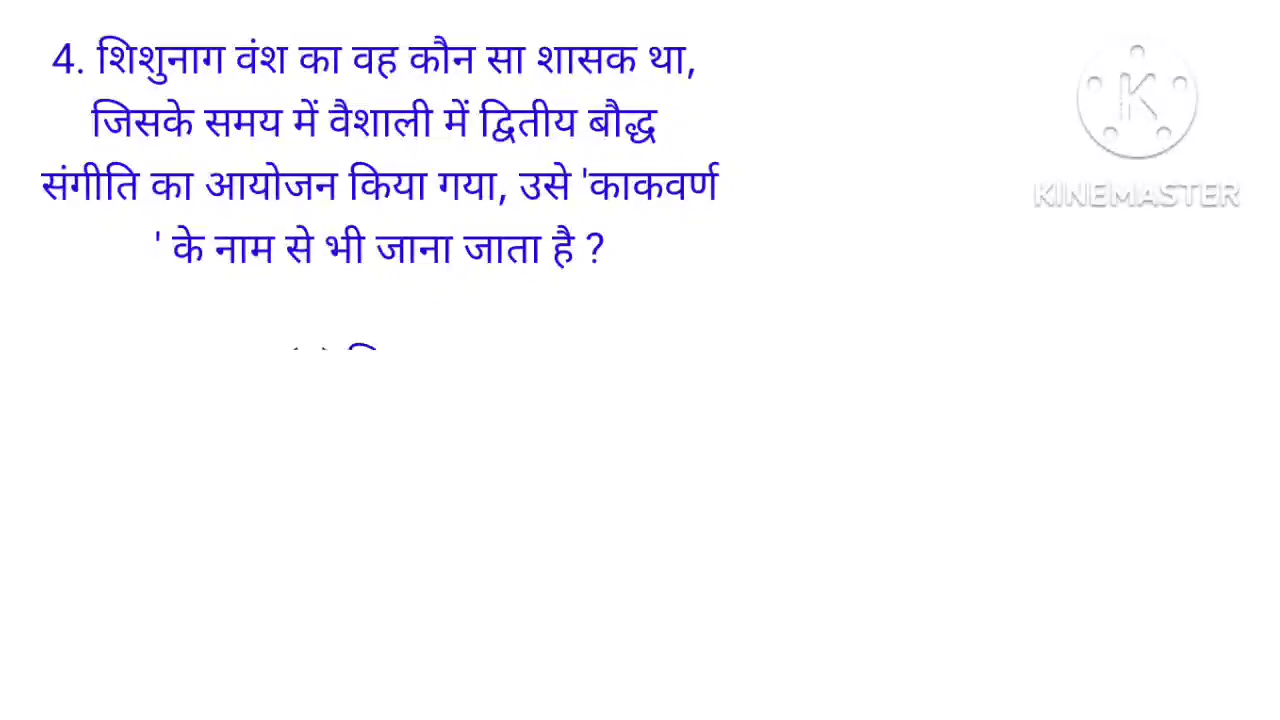 4. शिशुनाग वंश का वह कौन सा शासक था,
जिसके समय में वैशाली में द्वितीय बौद्ध
संगीति का आयोजन किया गया, उसे 'काकवर्ण
' के नाम से भी जाना जाता है ?
KINEMASTER